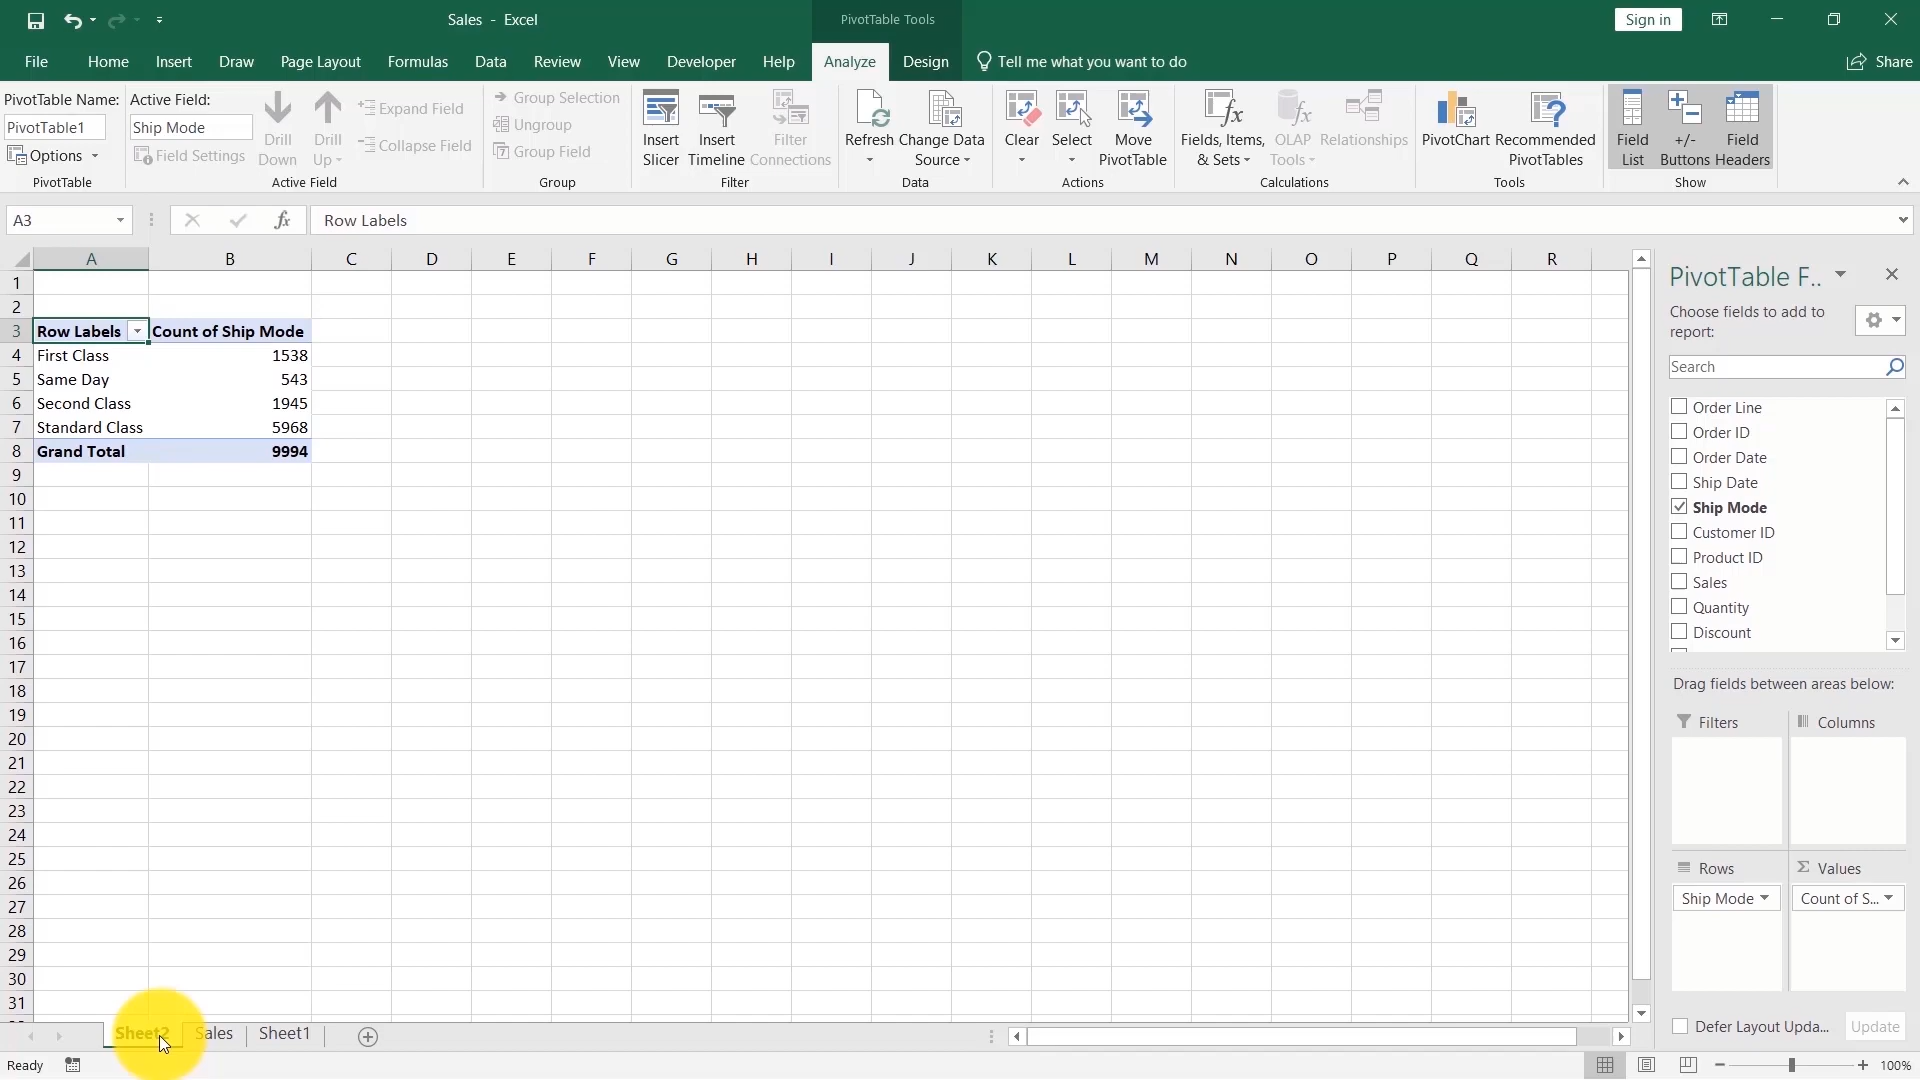 Sales - Excel
PivotTable Tools
Sign in
File Home Insert Draw Page Layout Formulas Data Review View Developer Help Analyze Design Tell me what you want to do Share
PivotTable Name:
PivotTable1
Options
PivotTable
Active Field:
Ship Mode
Field Settings
Drill Down
Drill Up
Expand Field
Collapse Field
Active Field
Group Selection
Ungroup
Group Field
Group
Insert Slicer
Insert Timeline
Filter Connections
Filter
Refresh
Change Data Source
Data
Clear
Select
Move PivotTable
Actions
Fields, Items, & Sets
OLAP Tools
Relationships
Calculations
PivotChart
Recommended PivotTables
Tools
Field List
+/- Buttons
Field Headers
Show
A3
fx
Row Labels
A B C D E F G H I J K L M N O P Q R
1
2
3 Row Labels Count of Ship Mode
4 First Class 1538
5 Same Day 543
6 Second Class 1945
7 Standard Class 5968
8 Grand Total 9994
9
10
11
12
13
14
15
16
17
18
19
20
21
22
23
24
25
26
27
28
29
30
31
PivotTable F..
Choose fields to add to
report:
Search
Order Line
Order ID
Order Date
Ship Date
Ship Mode
Customer ID
Product ID
Sales
Quantity
Discount
Drag fields between areas below:
Filters
Columns
Rows
Σ Values
Ship Mode
Count of S...
Defer Layout Upda...
Update
Sheet2 Sales Sheet1
Ready
100%